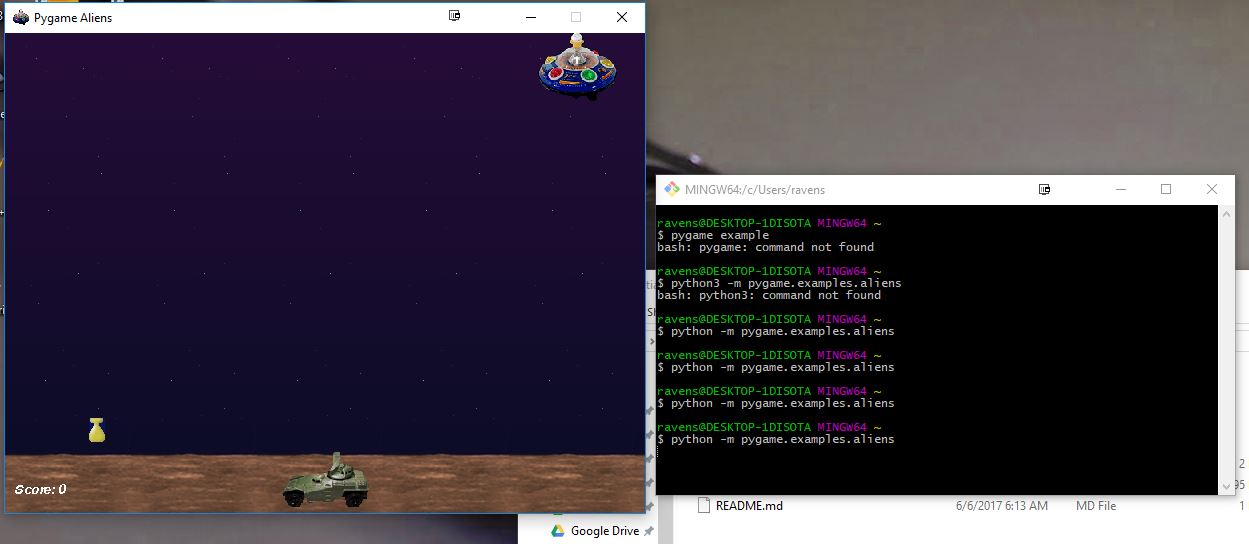 Pygame Aliens
Score: 0
MINGW64:/c/Users/ravens
ravens@DESKTOP-1DISOTA MINGW64 ~
$ pygame example
bash: pygame: command not found
ravens@DESKTOP-1DISOTA MINGW64 ~
$ python3 -m pygame.examples.aliens
bash: python3: command not found
ravens@DESKTOP-1DISOTA MINGW64 ~
$ python -m pygame.examples.aliens
ravens@DESKTOP-1DISOTA MINGW64 ~
$ python -m pygame.examples.aliens
ravens@DESKTOP-1DISOTA MINGW64 ~
$ python -m pygame.examples.aliens
ravens@DESKTOP-1DISOTA MINGW64 ~
$ python -m pygame.examples.aliens
README.md 6/6/2017 6:13 AM MD File 1
Google Drive